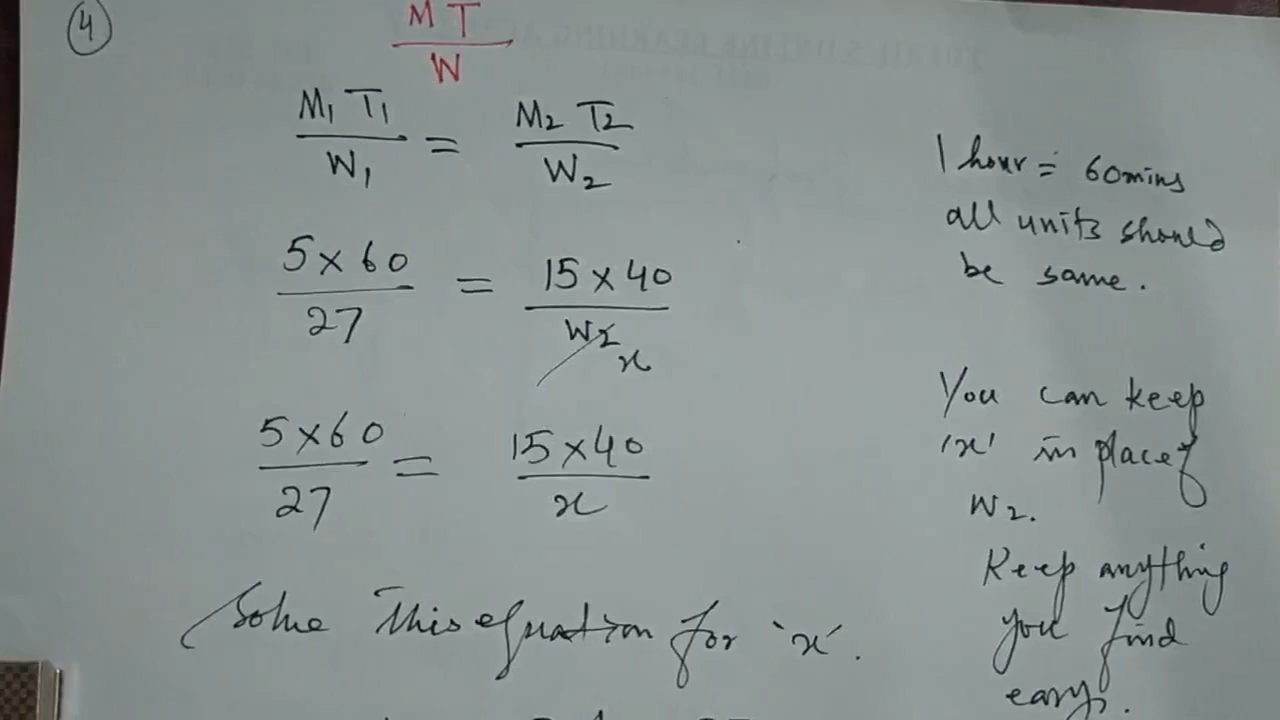 ④
M T
W
M₁ T₁ / W₁ = M₂ T₂ / W₂
5 x 60 / 27 = 15 x 40 / W₂ x
5 x 60 / 27 = 15 x 40 / x
Solve This equation for 'x'.
1 hour = 60mins
all units should
be same.
You can keep
'x' in place of
W₂.
Keep anything
you find
easy.